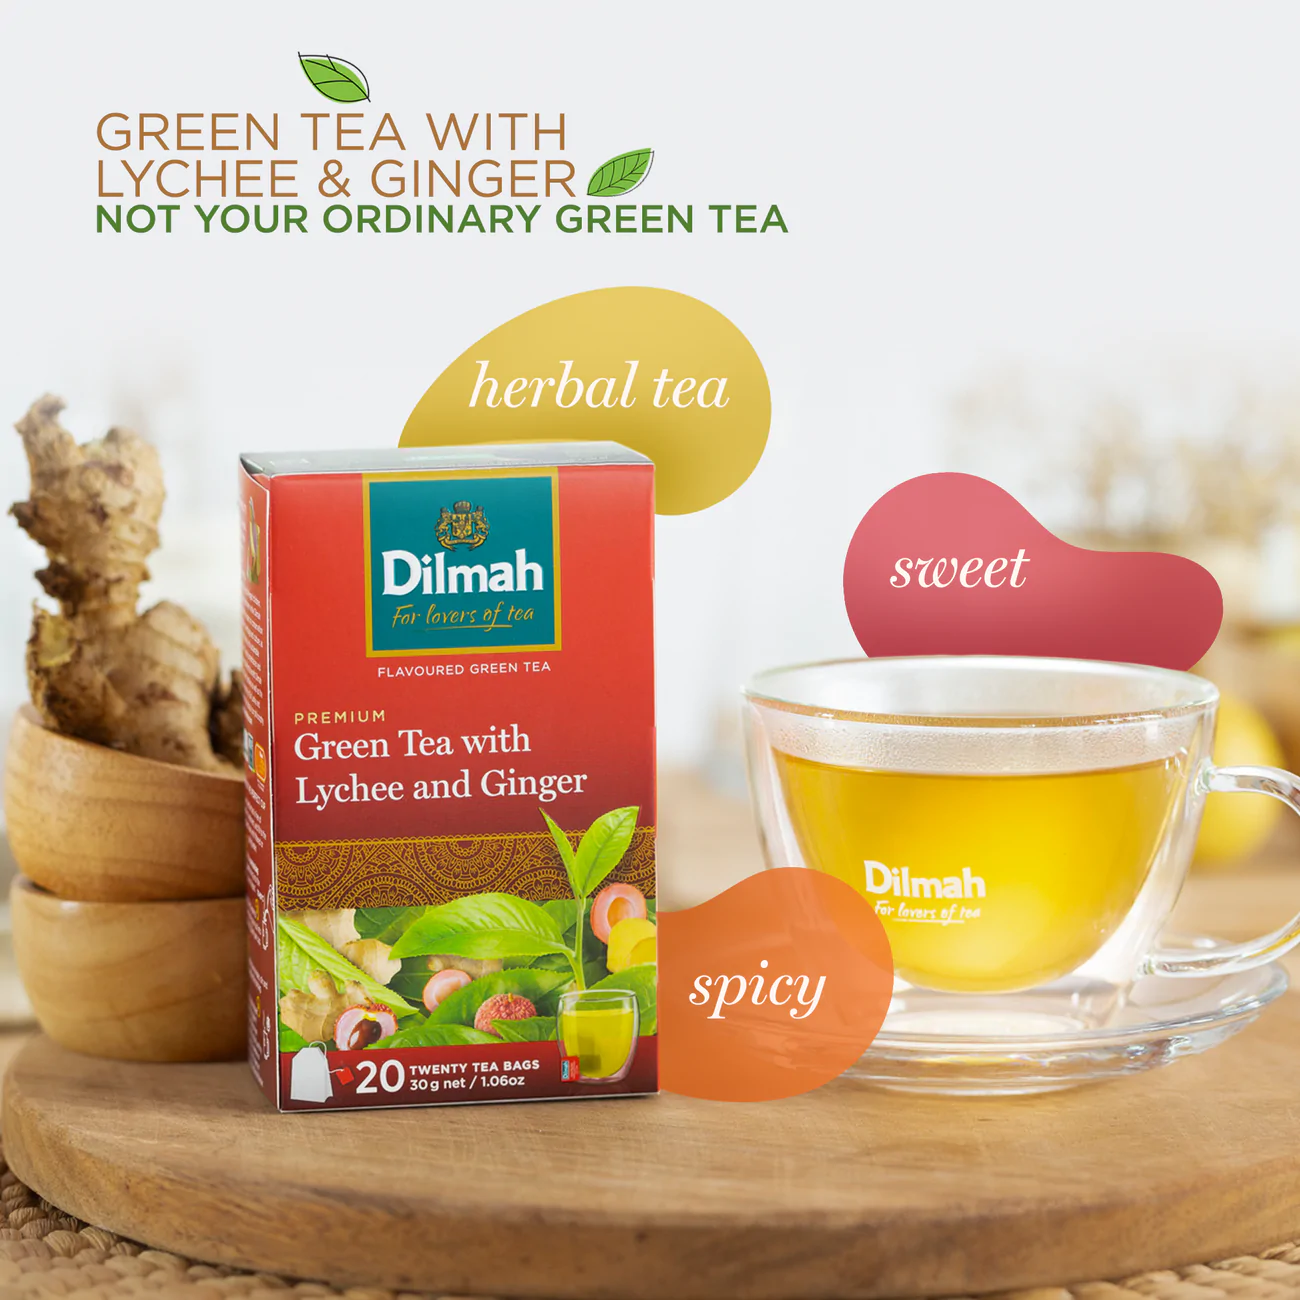 GREEN TEA WITH
LYCHEE & GINGER
NOT YOUR ORDINARY GREEN TEA
herbal tea
sweet
spicy
Dilmah
For lovers of tea
FLAVOURED GREEN TEA
PREMIUM
Green Tea with
Lychee and Ginger
20 TWENTY TEA BAGS
30g net / 1.06oz
Dilmah
For lovers of tea